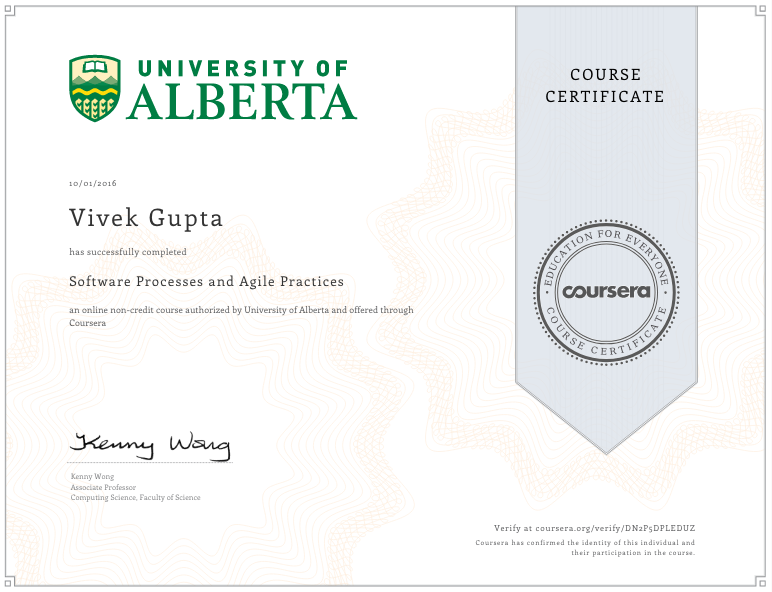 UNIVERSITY OF
ALBERTA
COURSE
CERTIFICATE
10/01/2016
Vivek Gupta
has successfully completed
Software Processes and Agile Practices
an online non-credit course authorized by University of Alberta and offered through
Coursera
EDUCATION FOR EVERYONE
coursera
COURSE CERTIFICATE
Kenny Wong
Kenny Wong
Associate Professor
Computing Science, Faculty of Science
Verify at coursera.org/verify/DN2P5DPLEDUZ
Coursera has confirmed the identity of this individual and
their participation in the course.